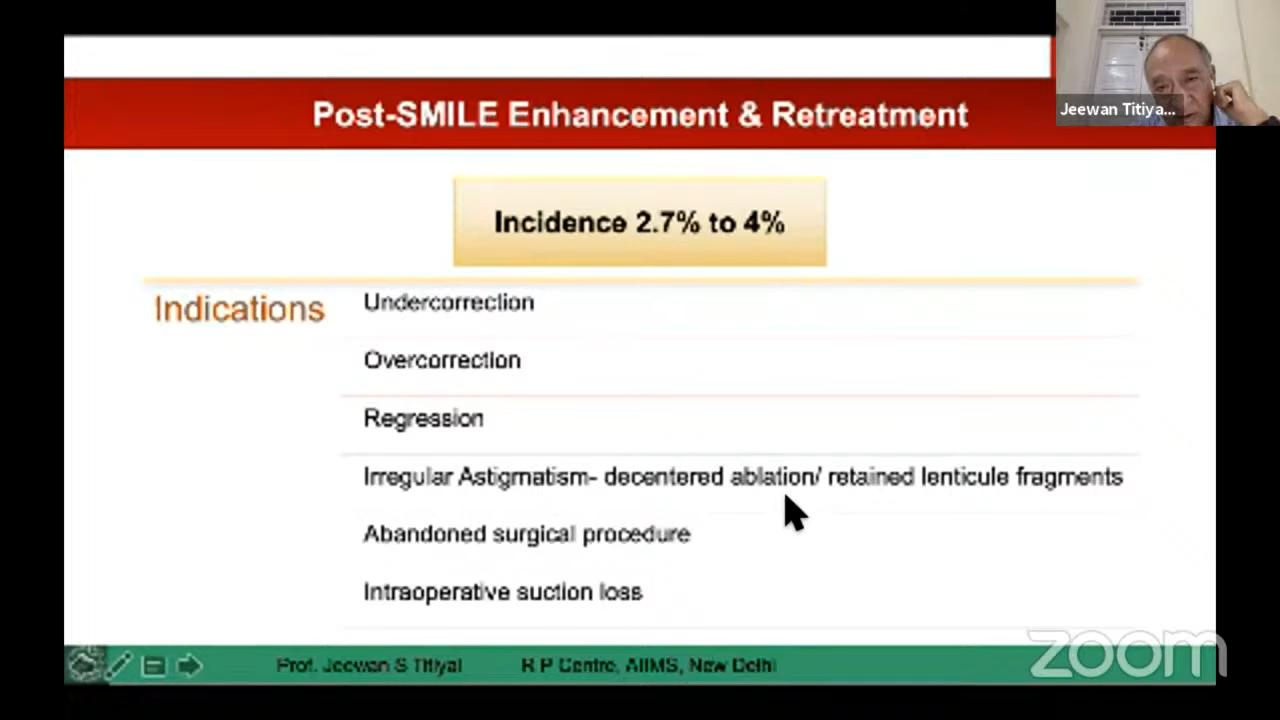 Jeewan Titiya...
Post-SMILE Enhancement & Retreatment
Incidence 2.7% to 4%
Indications
Undercorrection
Overcorrection
Regression
Irregular Astigmatism- decentered ablation/ retained lenticule fragments
Abandoned surgical procedure
Intraoperative suction loss
Prof. Jeewan S Titiyal R P Centre, AIIMS, New Delhi
zoom